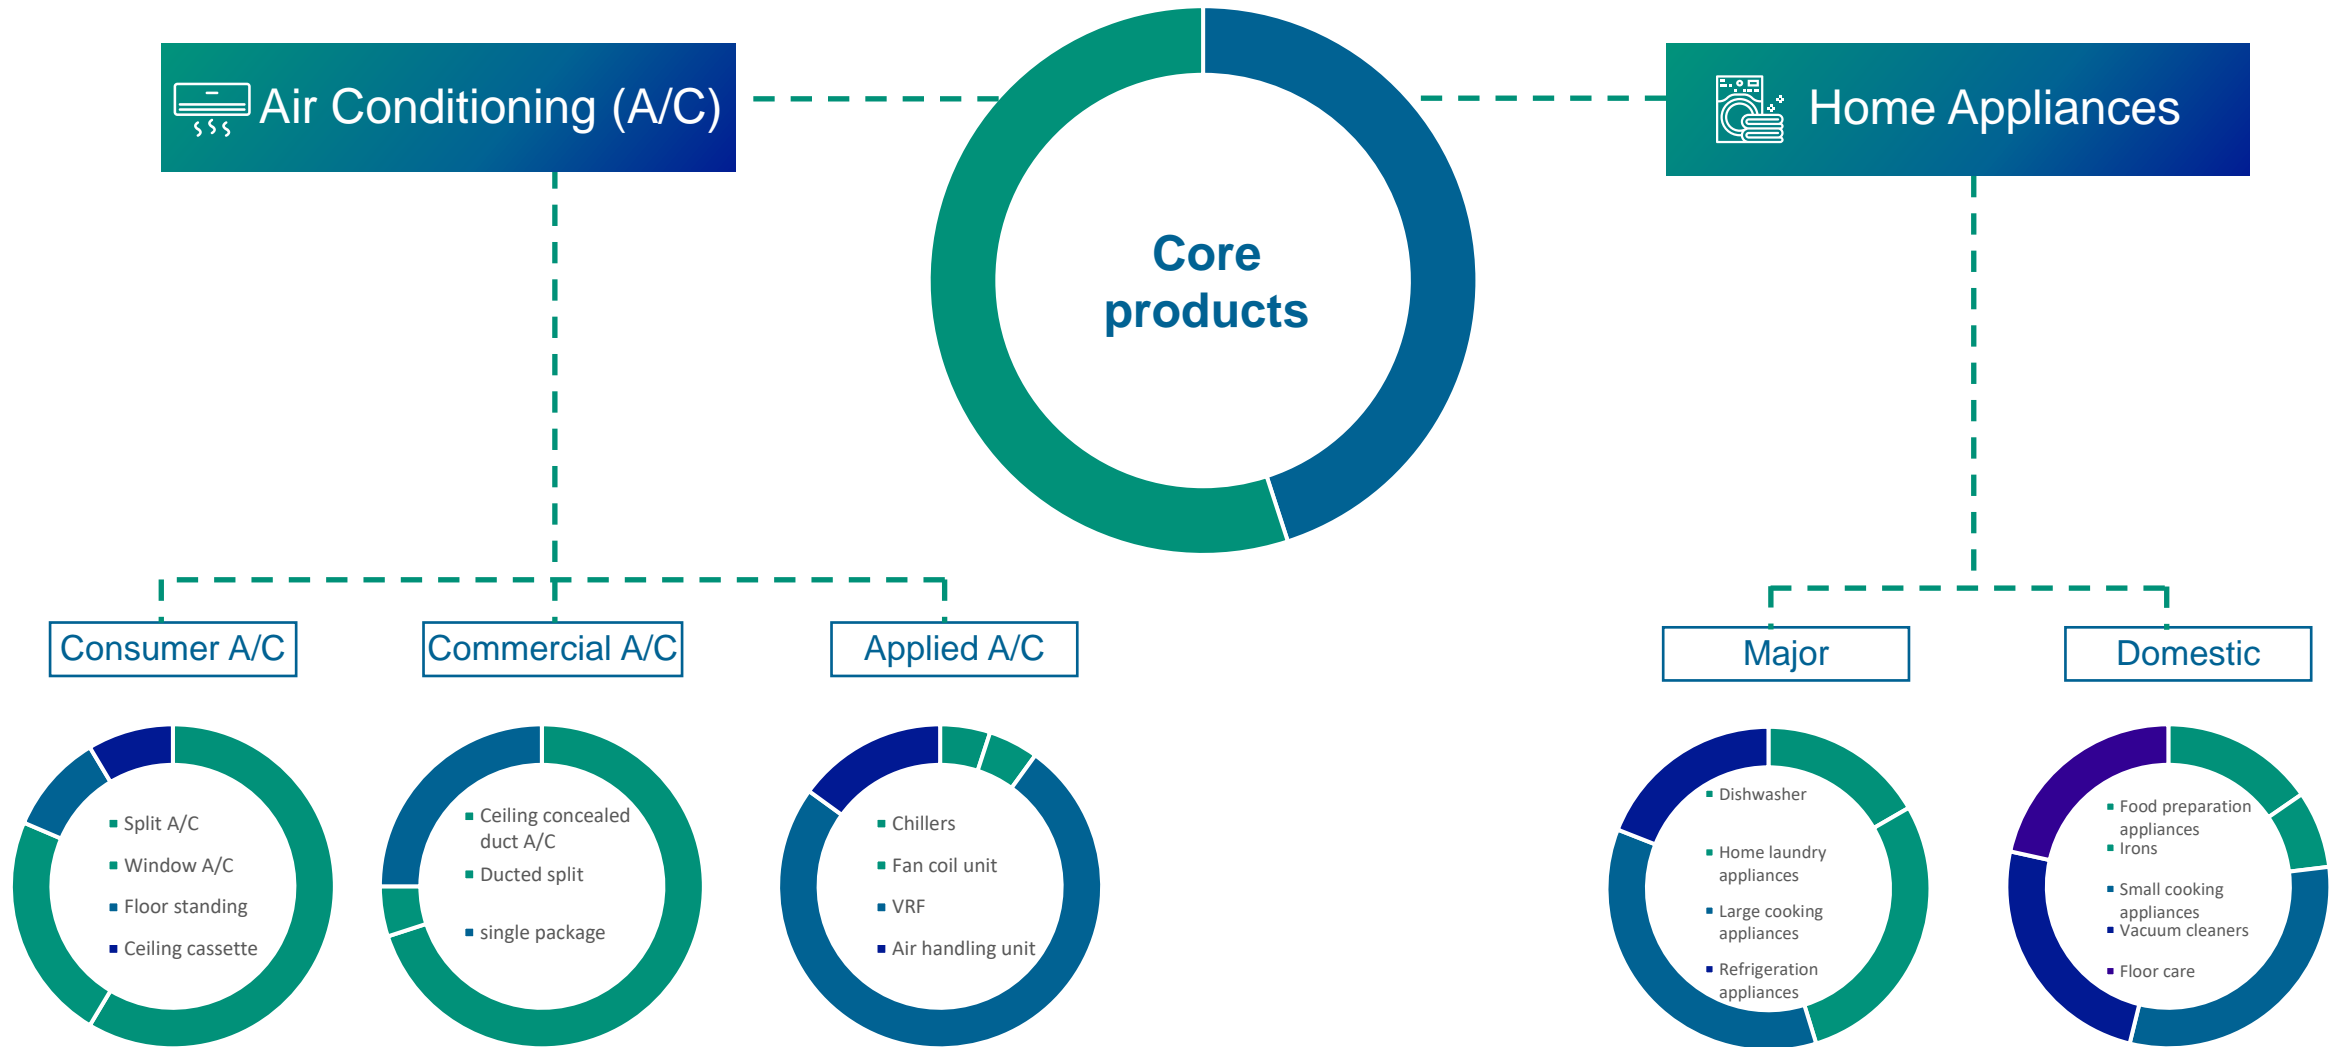 Air Conditioning (A/C)
Core
products
Home Appliances
Consumer A/C
Commercial A/C
Applied A/C
Major
Domestic
Split A/C
Window A/C
Floor standing
Ceiling cassette
Ceiling concealed
duct A/C
Ducted split
single package
Chillers
Fan coil unit
VRF
Air handling unit
Dishwasher
Home laundry
appliances
Large cooking
appliances
Refrigeration
appliances
Food preparation
appliances
Irons
Small cooking
appliances
Vacuum cleaners
Floor care